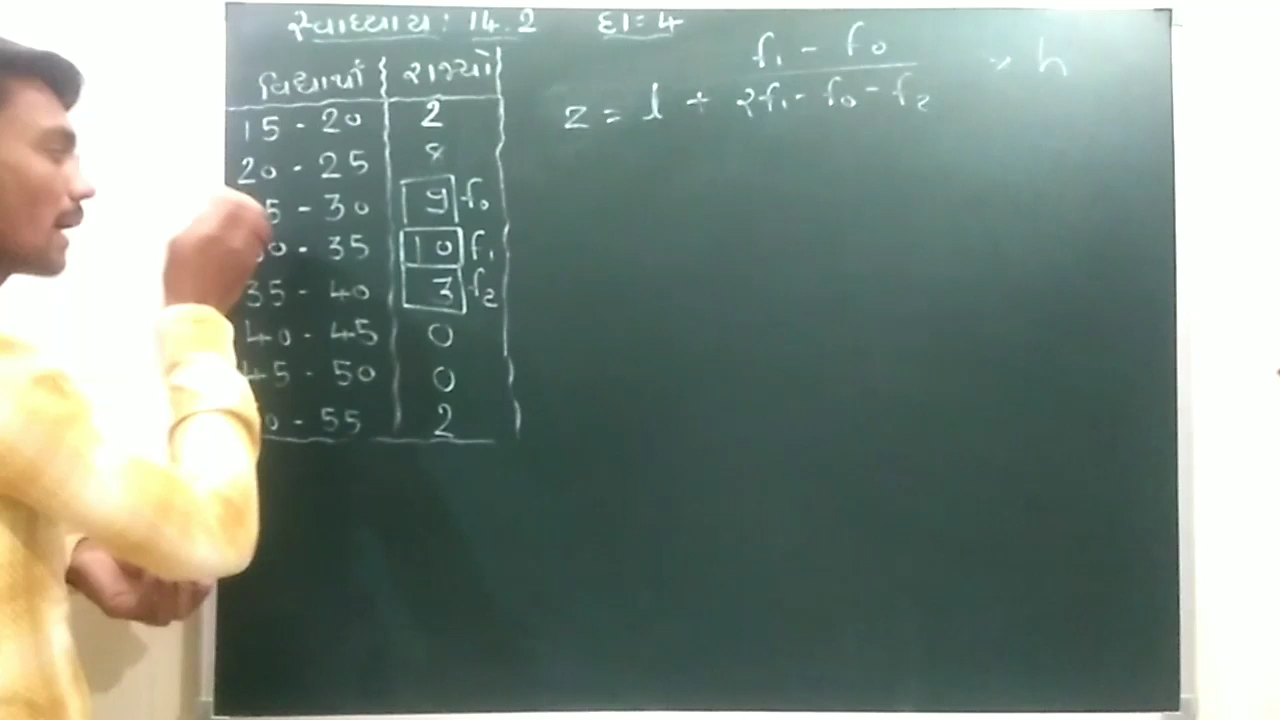 સ્વાધ્યાય : 14.2 દા=4
વિદ્યાર્થી રાજ્યો
f₁ - f₀
z = l + 2f₁ - f₀ - f₂ × h
15 - 20 2
20 - 25 8
5 - 30 9 f₀
0 - 35 10 f₁
35 - 40 3 f₂
40 - 45 0
45 - 50 0
0 - 55 2